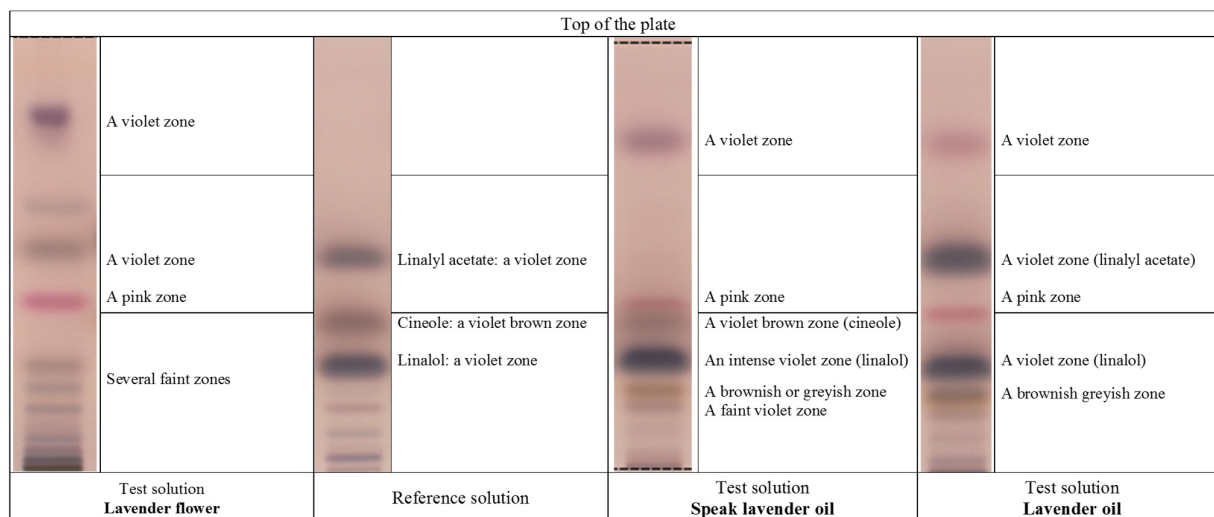 Top of the plate
A violet zone
A violet zone
A pink zone
Several faint zones
Test solution
Lavender flower
Linalyl acetate: a violet zone
Cineole: a violet brown zone
Linalol: a violet zone
Reference solution
A violet zone
A pink zone
A violet brown zone (cineole)
An intense violet zone (linalol)
A brownish or greyish zone
A faint violet zone
Test solution
Speak lavender oil
A violet zone
A violet zone (linalyl acetate)
A pink zone
A violet zone (linalol)
A brownish greyish zone
Test solution
Lavender oil